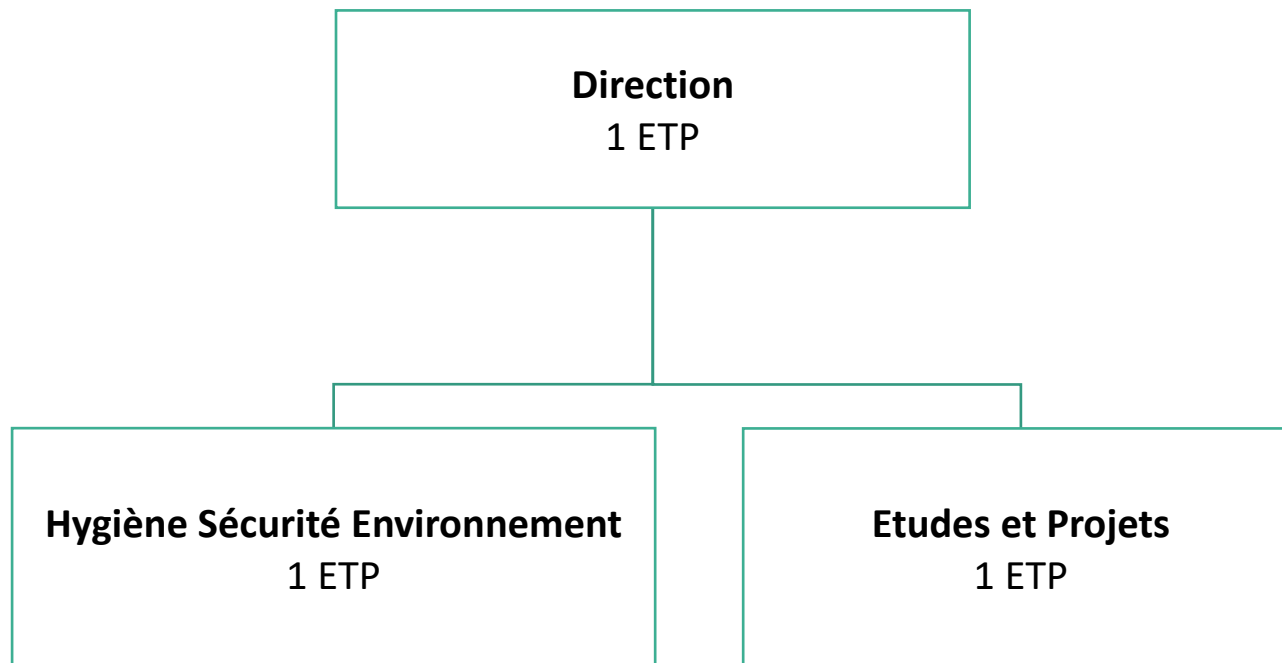 Direction
1 ETP
Hygiène Sécurité Environnement
1 ETP
Etudes et Projets
1 ETP